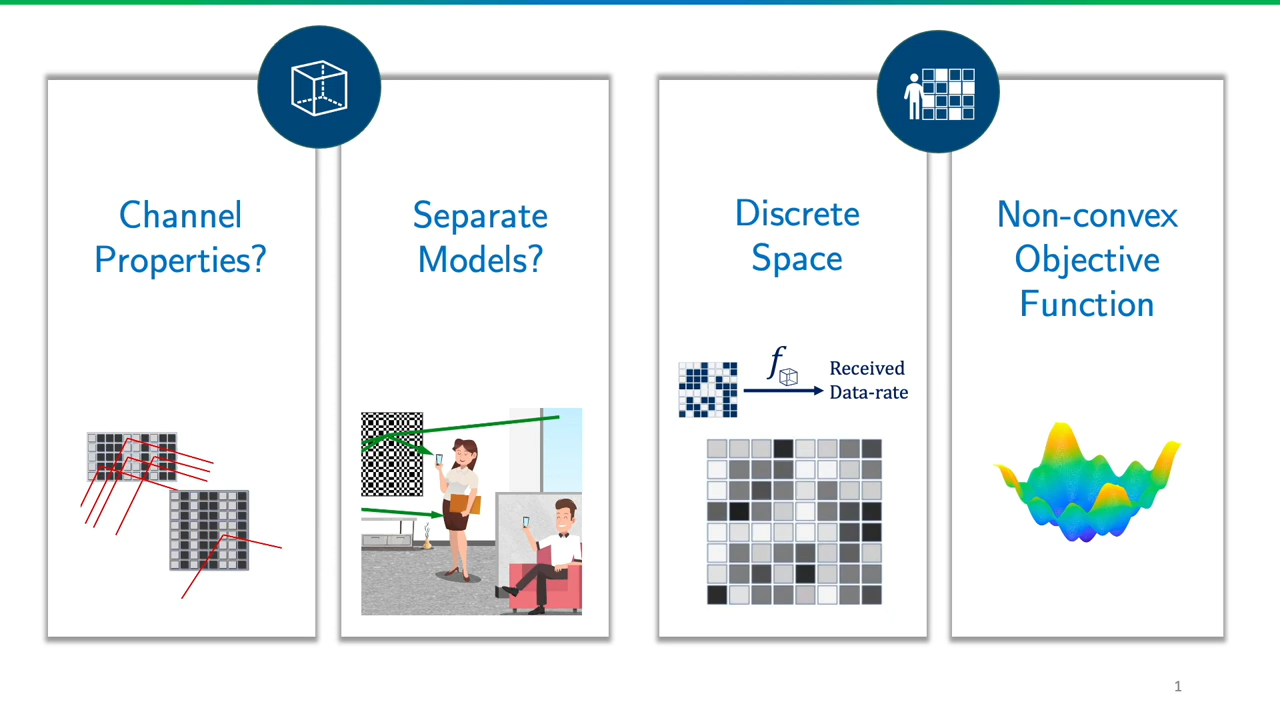 Channel
Properties?
Separate
Models?
Discrete
Space
f
Received
Data-rate
Non-convex
Objective
Function
1